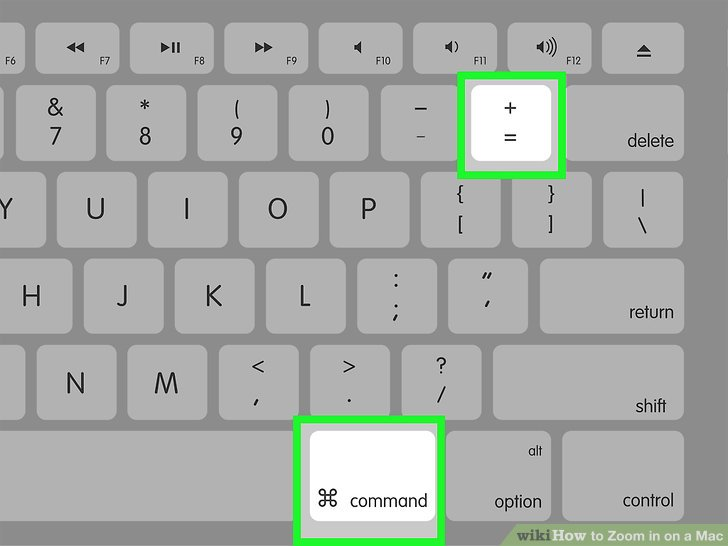 F6 F7 F8 F9 F10 F11 F12
& * ( ) – +
7 8 9 0 - =
delete
Y U I O P { } |
[ ] \
H J K L : "
; ,
return
N M < > ?
, . /
shift
⌘ command
alt
option
control
wikiHow to Zoom in on a Mac